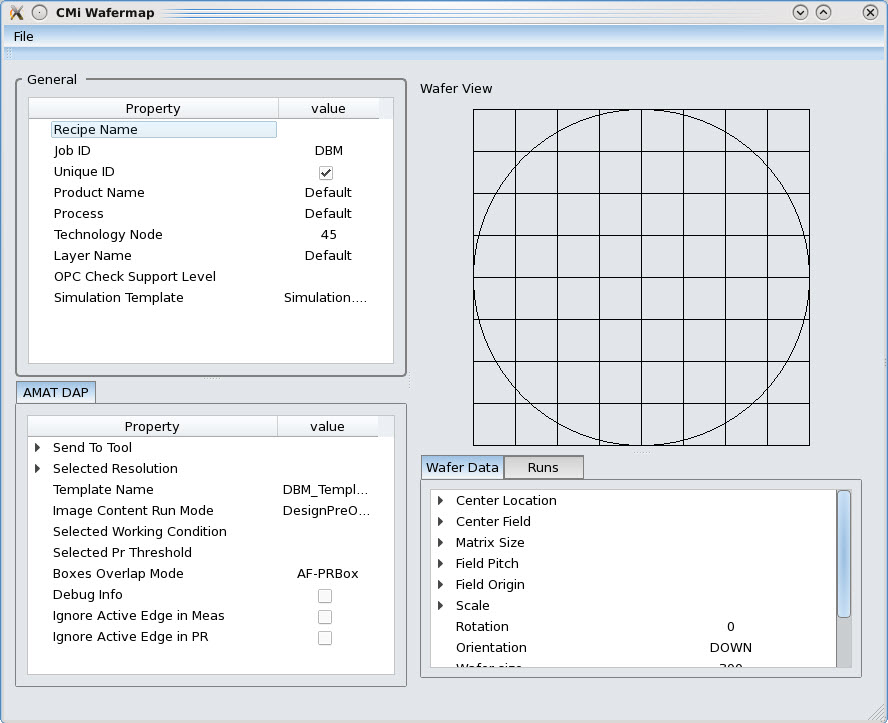 CMi Wafermap
File
General
Property value
Recipe Name
Job ID DBM
Unique ID
Product Name Default
Process Default
Technology Node 45
Layer Name Default
OPC Check Support Level
Simulation Template Simulation....
AMAT DAP
Property value
Send To Tool
Selected Resolution
Template Name DBM_Templ...
Image Content Run Mode DesignPreO...
Selected Working Condition
Selected Pr Threshold
Boxes Overlap Mode AF-PRBox
Debug Info
Ignore Active Edge in Meas
Ignore Active Edge in PR
Wafer View
Wafer Data Runs
Center Location
Center Field
Matrix Size
Field Pitch
Field Origin
Scale
Rotation 0
Orientation DOWN
Wafer size 300